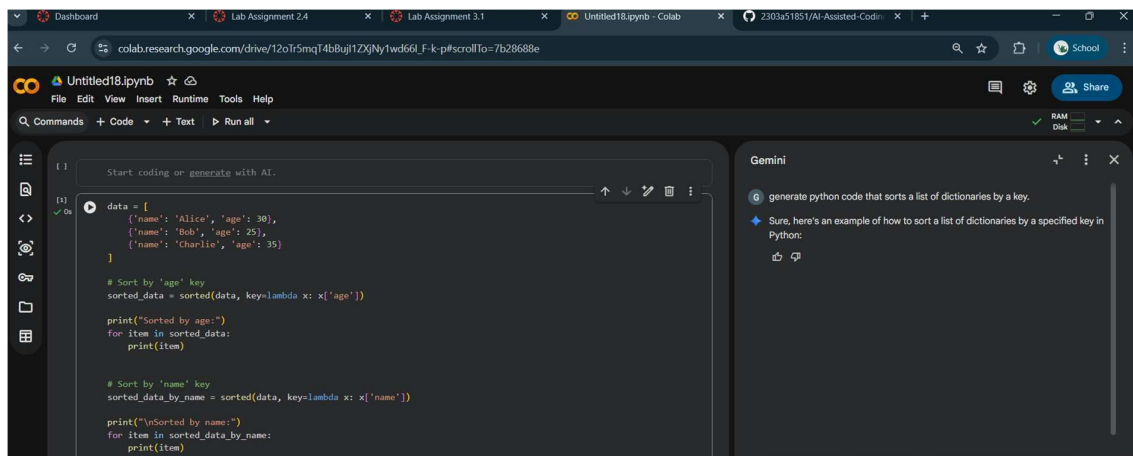 Dashboard
Lab Assignment 2.4
Lab Assignment 3.1
Untitled18.ipynb - Colab
2303a51851/AI-Assisted-Codin
colab.research.google.com/drive/12oTr5mqT4bBujI1ZXjNy1wd66I_F-k-p#scrollTo=7b28688e
School
Untitled18.ipynb
File Edit View Insert Runtime Tools Help
Share
Commands + Code + Text Run all
RAM
Disk
[ ]
Start coding or generate with AI.
[1]
0s
data = [
{'name': 'Alice', 'age': 30},
{'name': 'Bob', 'age': 25},
{'name': 'Charlie', 'age': 35}
]
# Sort by 'age' key
sorted_data = sorted(data, key=lambda x: x['age'])
print("Sorted by age:")
for item in sorted_data:
print(item)
# Sort by 'name' key
sorted_data_by_name = sorted(data, key=lambda x: x['name'])
print("\nSorted by name:")
for item in sorted_data_by_name:
print(item)
Gemini
G generate python code that sorts a list of dictionaries by a key.
Sure, here's an example of how to sort a list of dictionaries by a specified key in
Python: